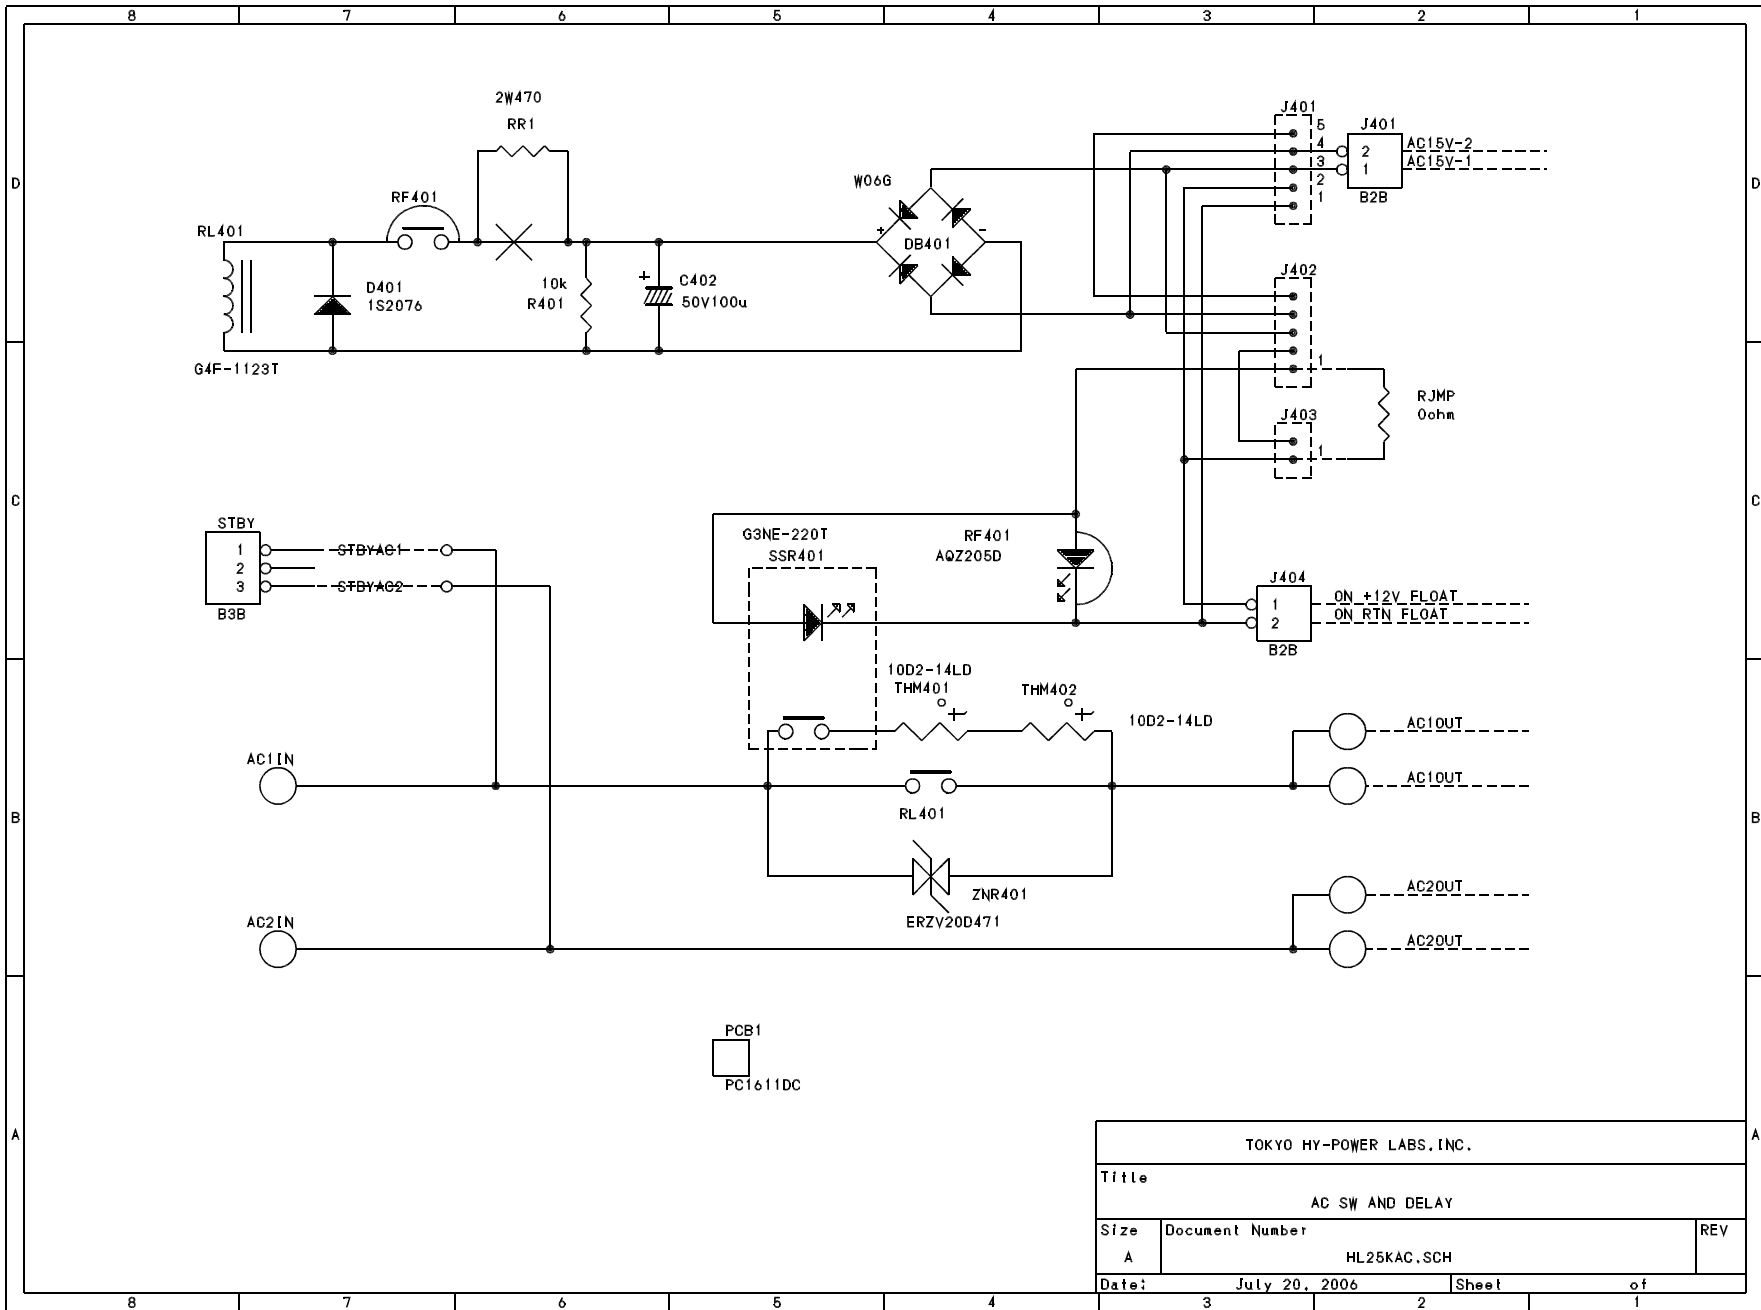 8 7 6 5 4 3 2 1
2W470
RR1
J401
5
4
3
2
1
J401
2
1
B2B
AC15V-2
AC15V-1
D
D
W06G
RF401
RL401
+
-
DB401
J402
D401
1S2076
10k
R401
+
C402
50V100u
G4F-1123T
1
RJMP
0ohm
J403
1
C
C
STBY
1
2
3
B3B
STBYAC1
STBYAC2
G3NE-220T
SSR401
RF401
AQZ205D
J404
1
2
B2B
ON +12V FLOAT
ON RTN FLOAT
10D2-14LD
THM401
THM402
10D2-14LD
AC1OUT
AC1IN
AC1OUT
RL401
B
B
ZNR401
ERZV20D471
AC2OUT
AC2IN
AC2OUT
PCB1
PC1611DC
A
A
TOKYO HY-POWER LABS,INC.
Title
AC SW AND DELAY
Size
Document Number
REV
A
HL25KAC.SCH
Date:
July 20, 2006
Sheet of
8 7 6 5 4 3 2 1